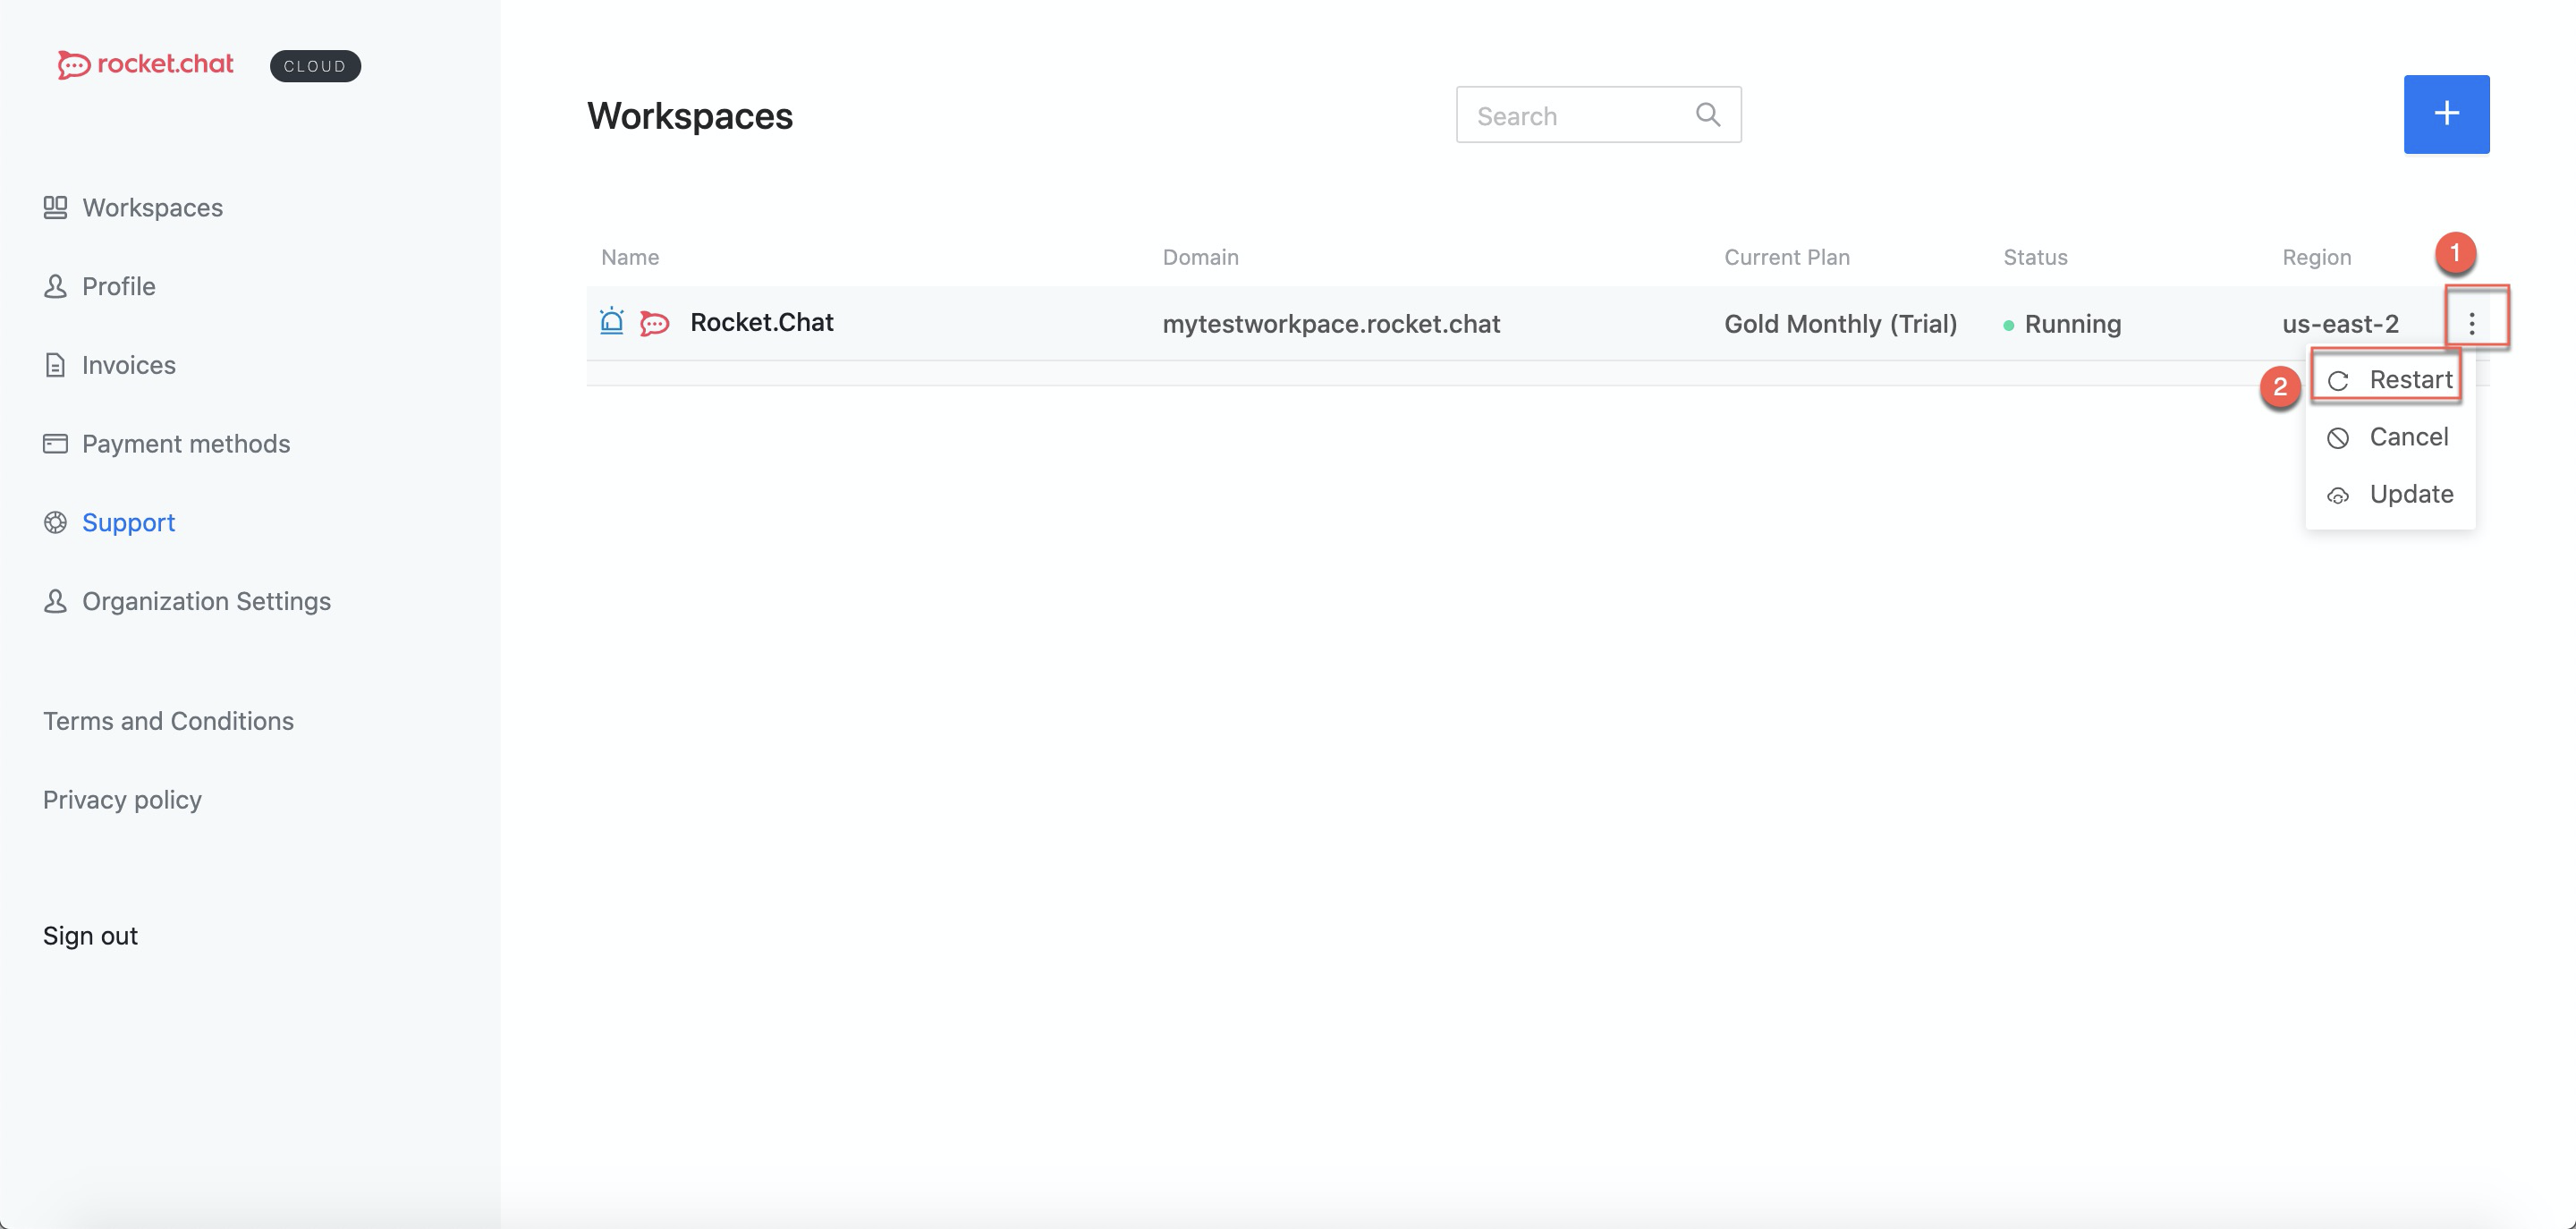 rocket.chat CLOUD
Workspaces
Profile
Invoices
Payment methods
Support
Organization Settings
Terms and Conditions
Privacy policy
Sign out
Workspaces
Search
+
Name Domain Current Plan Status Region
1
Rocket.Chat mytestworkpace.rocket.chat Gold Monthly (Trial) Running us-east-2
2
Restart
Cancel
Update